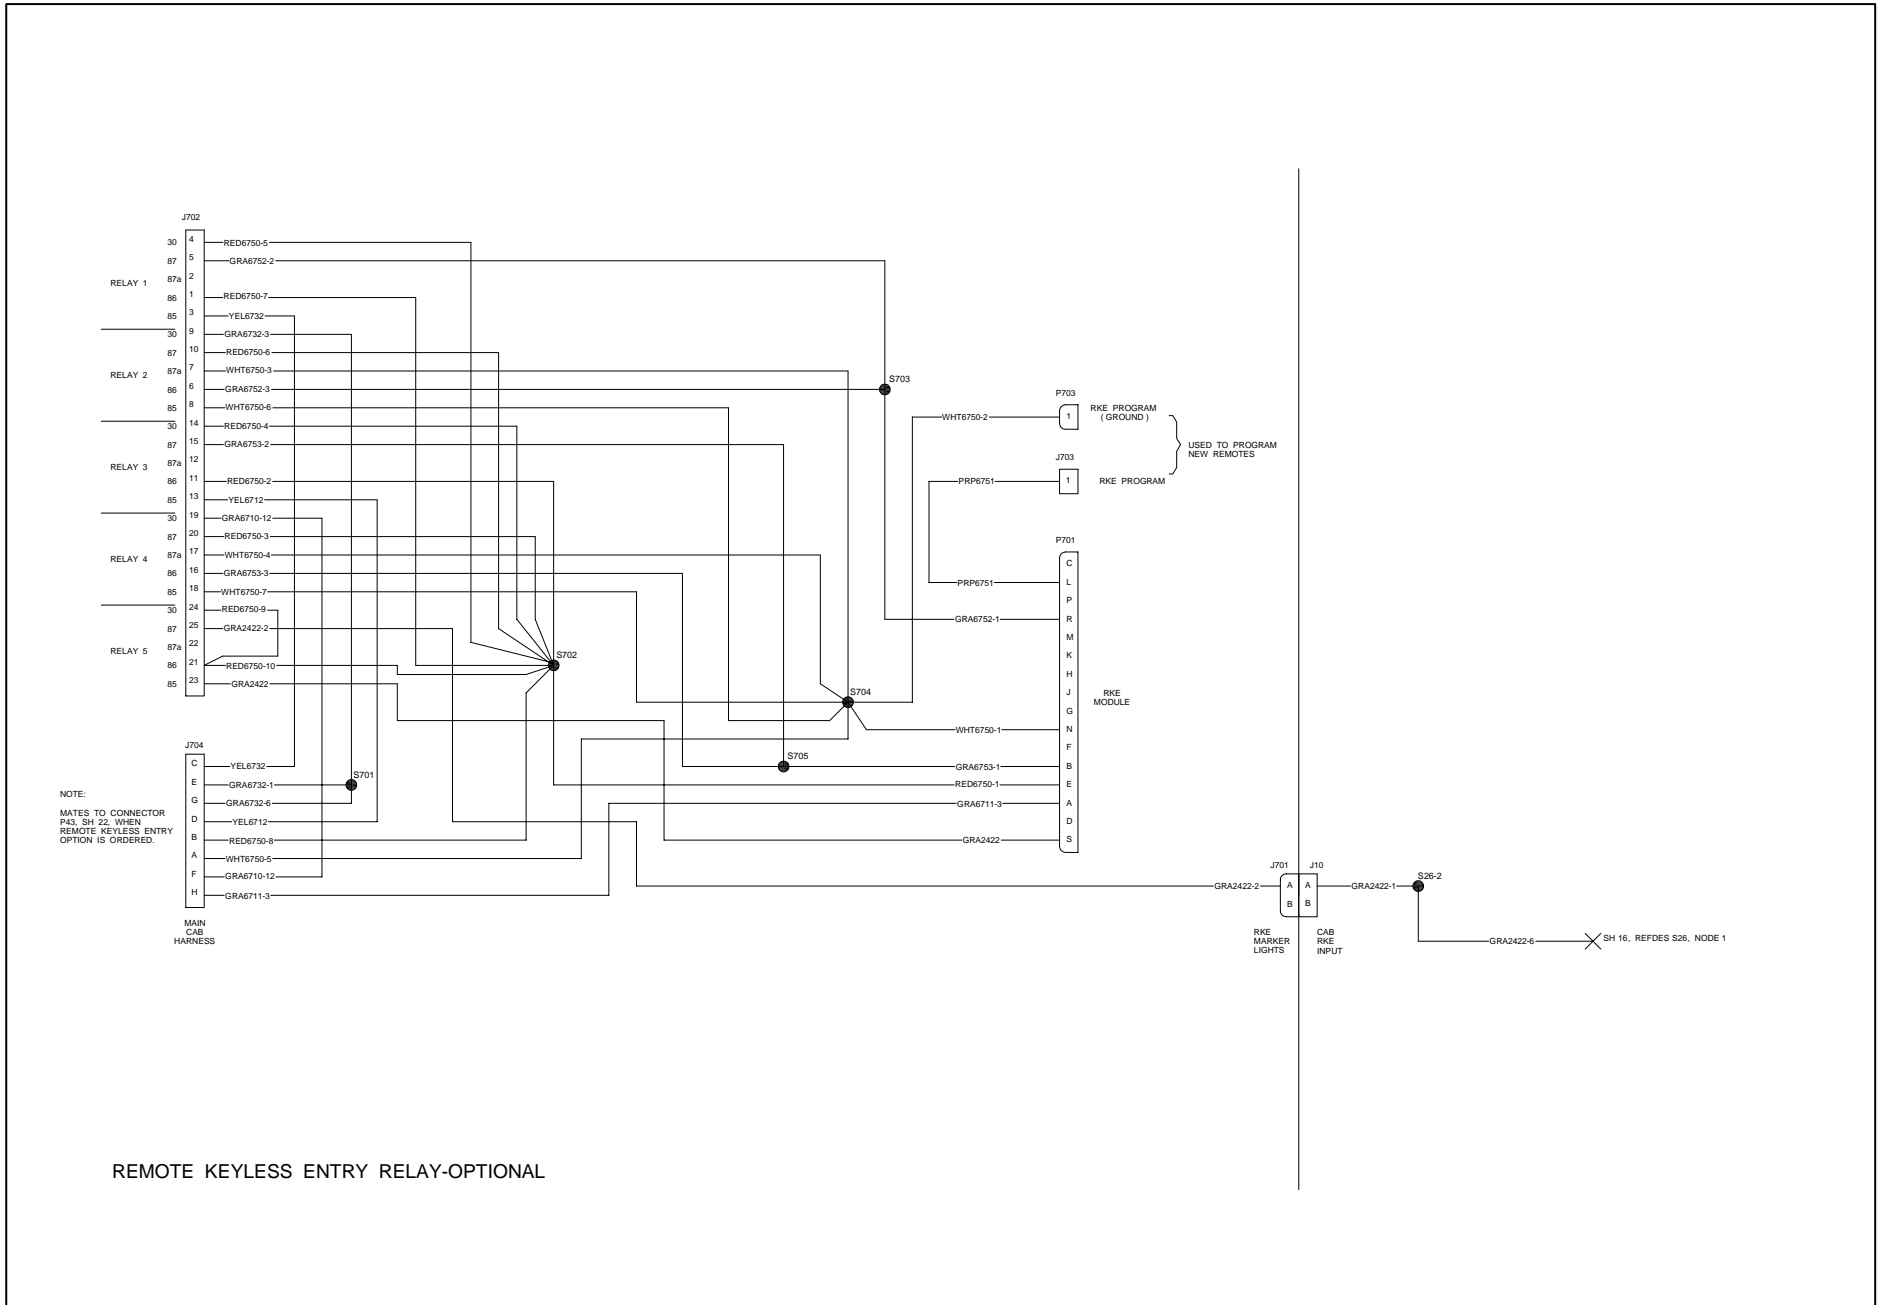 J702
RELAY 1
30 4 RED6750-5
87 5 GRA6752-2
87a 2
86 1 RED6750-7
85 3 YEL6732
RELAY 2
30 9 GRA6732-3
87 10 RED6750-6
87a 7 WHT6750-3
86 6 GRA6752-3
85 8 WHT6750-6
RELAY 3
30 14 RED6750-4
87 15 GRA6753-2
87a 12
86 11 RED6750-2
85 13 YEL6712
RELAY 4
30 19 GRA6710-12
87 20 RED6750-3
87a 17 WHT6750-4
86 16 GRA6753-3
85 18 WHT6750-7
RELAY 5
30 24 RED6750-9
87 25 GRA2422-2
87a 22
86 21 RED6750-10
85 23 GRA2422
J704
C YEL6732
E GRA6732-1
G GRA6732-6
D YEL6712
B RED6750-8
A WHT6750-5
F GRA6710-12
H GRA6711-3
MAIN
CAB
HARNESS
NOTE:
MATES TO CONNECTOR
P43, SH 22, WHEN
REMOTE KEYLESS ENTRY
OPTION IS ORDERED.
S701
S702
S703
S704
S705
P703
WHT6750-2 1
RKE PROGRAM
( GROUND )
J703
PRP6751 1 RKE PROGRAM
USED TO PROGRAM
NEW REMOTES
P701
C
PRP6751 L
P
GRA6752-1 R
M
K
H
J
G
WHT6750-1 N
F
GRA6753-1 B
RED6750-1 E
GRA6711-3 A
D
GRA2422 S
RKE
MODULE
J701 J10
GRA2422-2 A A GRA2422-1
B B
S26-2
RKE
MARKER
LIGHTS
CAB
RKE
INPUT
GRA2422-6 SH 16, REFDES S26, NODE 1
REMOTE KEYLESS ENTRY RELAY-OPTIONAL